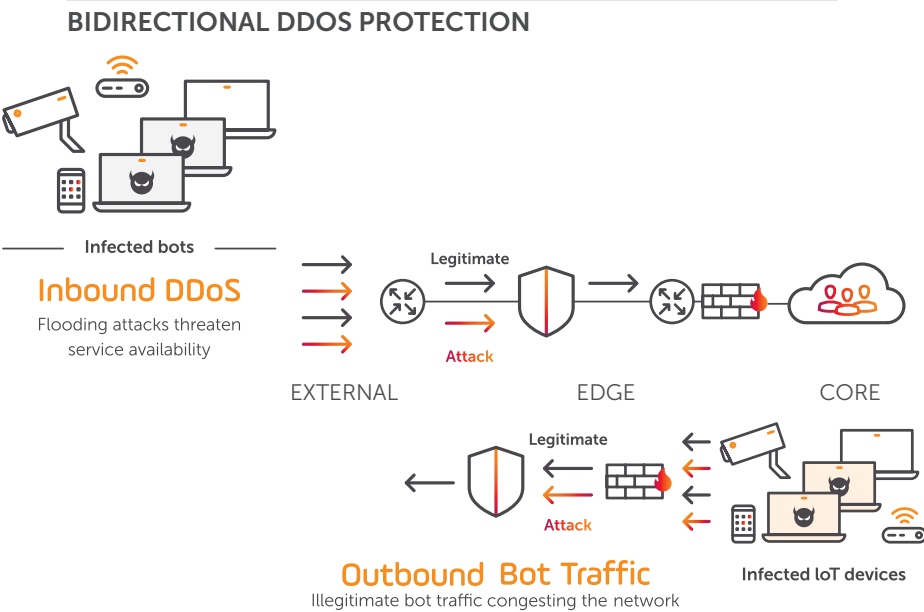 BIDIRECTIONAL DDOS PROTECTION
Infected bots
Inbound DDoS
Flooding attacks threaten
service availability
Legitimate
Attack
EXTERNAL
EDGE
CORE
Legitimate
Attack
Outbound Bot Traffic
Illegitimate bot traffic congesting the network
Infected loT devices